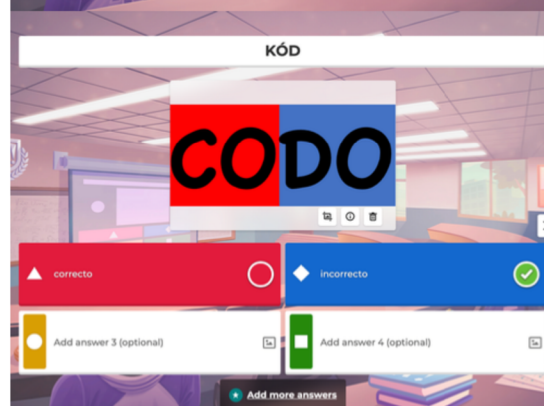 KÓD
CODO
correcto
incorrecto
Add answer 3 (optional)
Add answer 4 (optional)
Add more answers